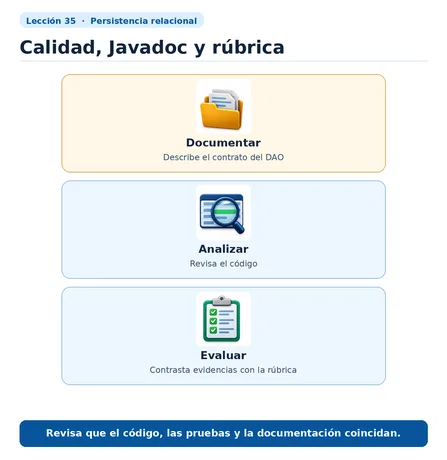 Lección 35 · Persistencia relacional
Calidad, Javadoc y rúbrica
Documentar
Describe el contrato del DAO
Analizar
Revisa el código
Evaluar
Contrasta evidencias con la rúbrica
Revisa que el código, las pruebas y la documentación coincidan.